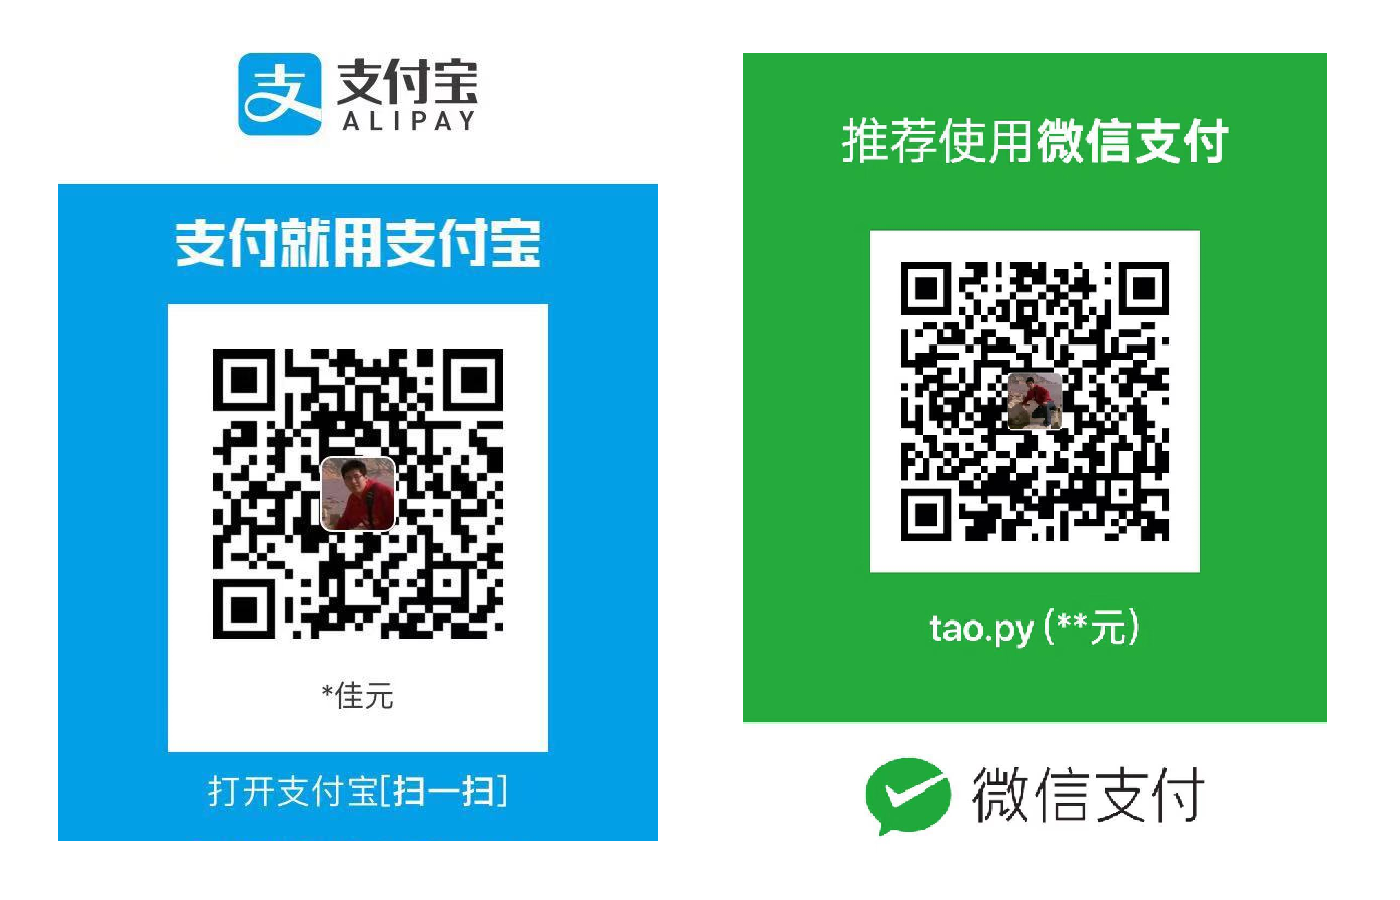 支付宝
ALIPAY
支付就用支付宝
*佳元
打开支付宝[扫一扫]
推荐使用微信支付
tao.py (**元)
微信支付